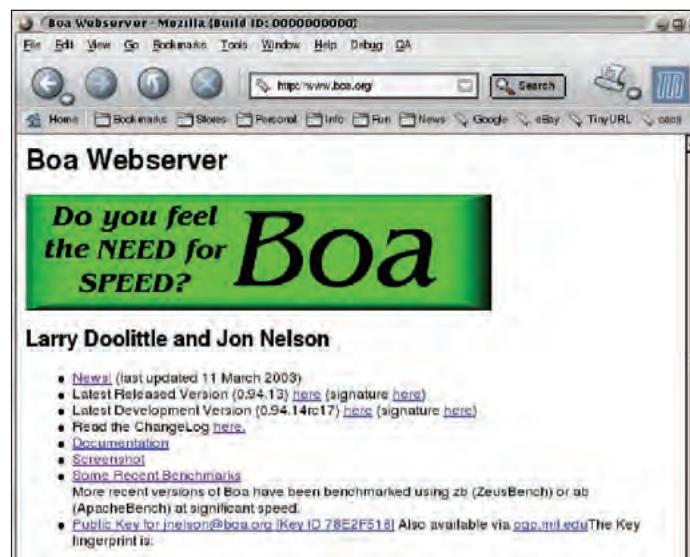 Boa Webserver - Mozilla {Build ID: 0000000000}
File Edit View Go Bookmarks Tools Window Help Debug QA
http://www.boa.org/ Search
Home Bookmarks Stores Personal Info Fun News Google eBay TinyURL
Boa Webserver
Do you feel
the NEED for
SPEED?
Boa
Larry Doolittle and Jon Nelson
News! (last updated 11 March 2003)
Latest Released Version (0.94.13) here (signature here)
Latest Development Version (0.94.14rc17) here (signature here)
Read the ChangeLog here.
Documentation
Screenshot
Some Recent Benchmarks
More recent versions of Boa have been benchmarked using zb (ZeusBench) or ab
(ApacheBench) at significant speed.
Public Key for jnelson@boa.org [Key ID 78E2F516] Also available via pgp.mit.edu The Key
fingerprint is: